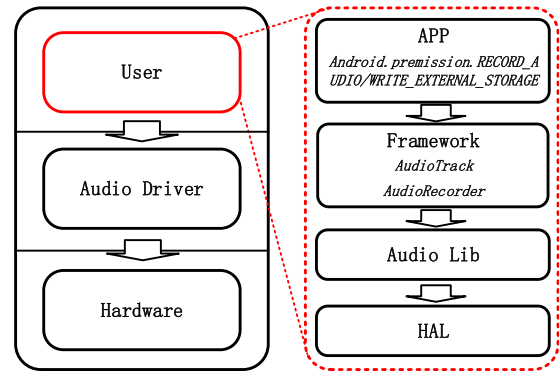 User
Audio Driver
Hardware
APP
Android.premission.RECORD_A
UDIO/WRITE_EXTERNAL_STORAGE
Framework
AudioTrack
AudioRecorder
Audio Lib
HAL